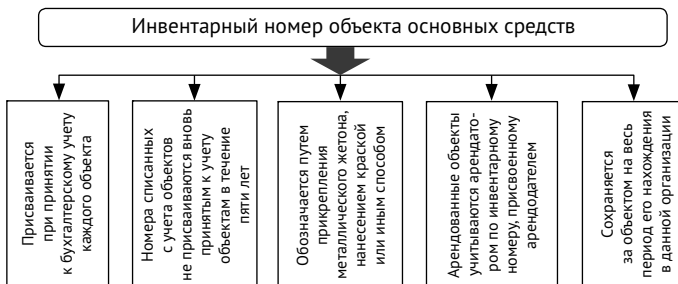 Инвентарный номер объекта основных средств
Присваивается
при принятии
к бухгалтерскому учету
каждого объекта
Номера списанных
с учета объектов
не присваиваются вновь
принятым к учету
объектам в течение
пяти лет
Обозначается путем
прикрепления
металлического жетона,
нанесением краской
или иным способом
Арендованные объекты
учитываются арендато-
ром по инвентарному
номеру, присвоенному
арендодателем
Сохраняется
за объектом на весь
период его нахождения
в данной организации